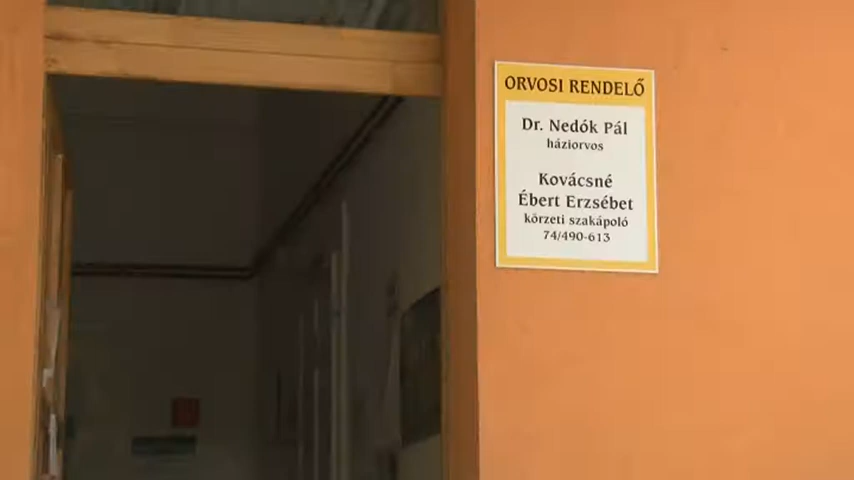 ORVOSI RENDELŐ
Dr. Nedók Pál
háziorvos
Kovácsné
Ébert Erzsébet
körzeti szakápoló
74/490-613